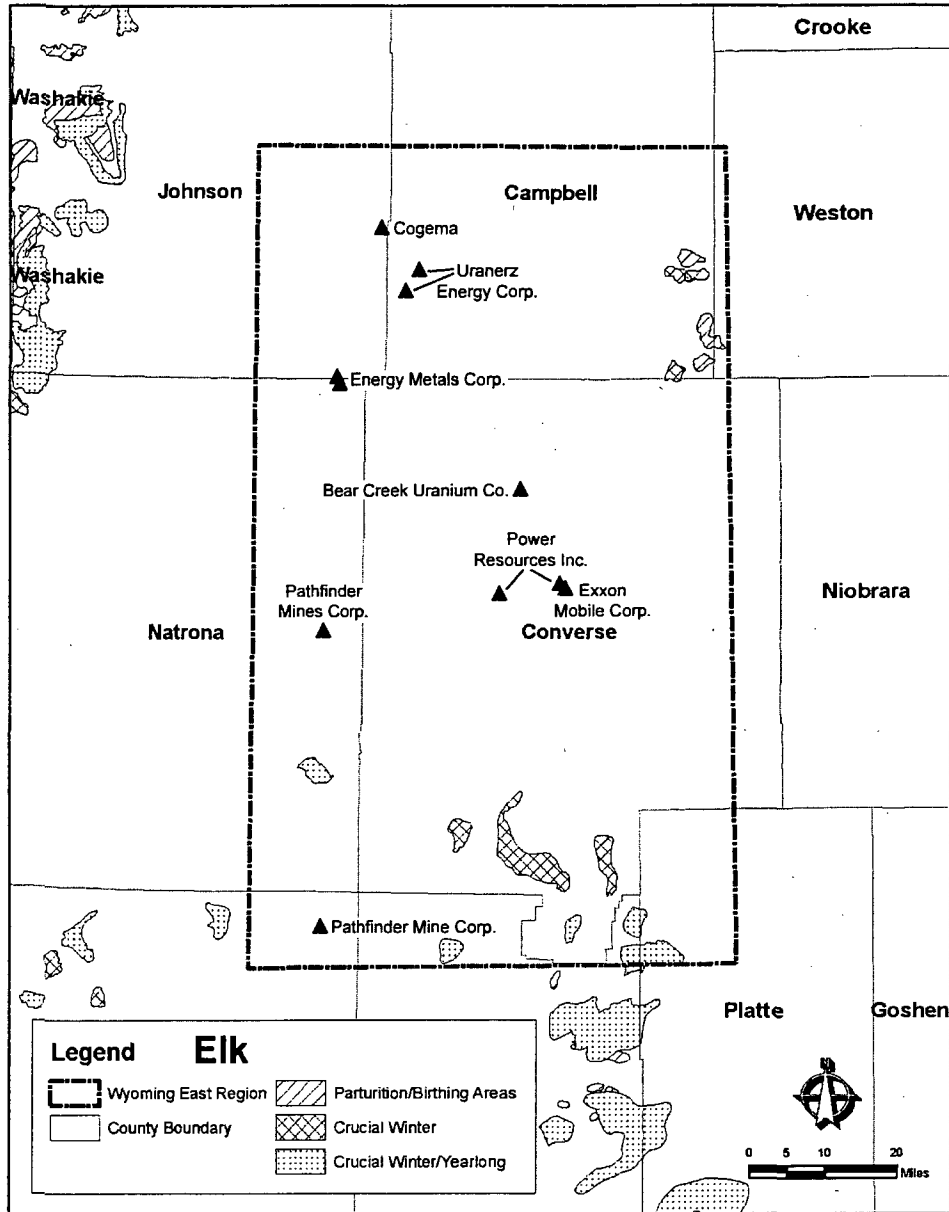 Crooke
Washakie
Johnson
Campbell
Weston
Cogema
Washakie
Uranerz
Energy Corp.
Energy Metals Corp.
Bear Creek Uranium Co.
Power
Resources Inc.
Pathfinder
Mines Corp.
Exxon
Mobile Corp.
Niobrara
Natrona
Converse
Pathfinder Mine Corp.
Platte
Goshen
Legend
Elk
Wyoming East Region
Parturition/Birthing Areas
County Boundary
Crucial Winter
Crucial Winter/Yearlong
N
0 5 10 20
Miles